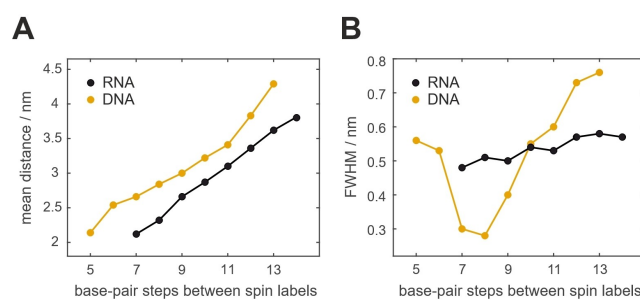 A
4.5
4
3.5
3
2.5
2
RNA
DNA
mean distance / nm
5 7 9 11 13
base-pair steps between spin labels
B
0.8
0.7
0.6
0.5
0.4
0.3
RNA
DNA
FWHM / nm
5 7 9 11 13
base-pair steps between spin labels